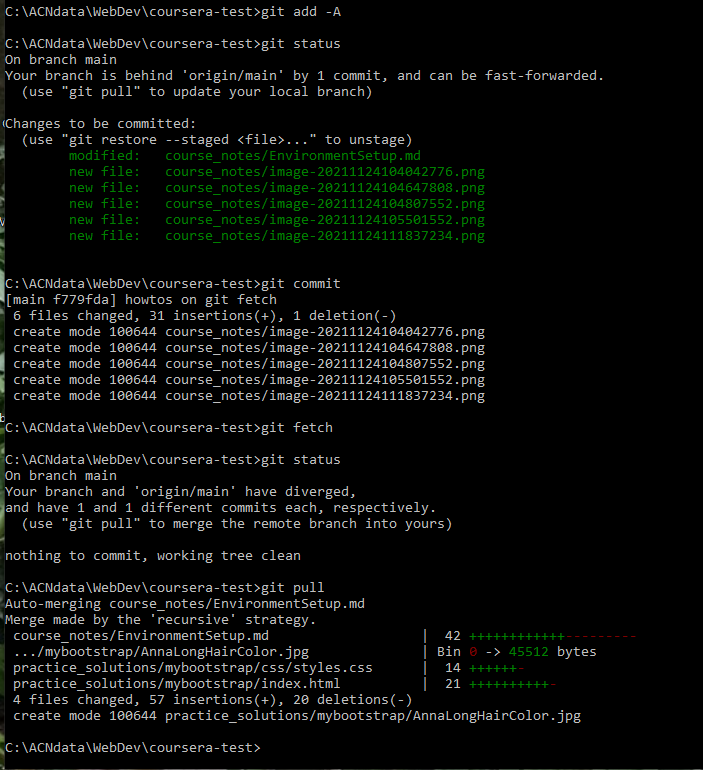 C:\ACNdata\WebDev\coursera-test>git add -A
C:\ACNdata\WebDev\coursera-test>git status
On branch main
Your branch is behind 'origin/main' by 1 commit, and can be fast-forwarded.
  (use "git pull" to update your local branch)
Changes to be committed:
  (use "git restore --staged <file>..." to unstage)
        modified:   course_notes/EnvironmentSetup.md
        new file:   course_notes/image-20211124104042776.png
        new file:   course_notes/image-20211124104647808.png
        new file:   course_notes/image-20211124104807552.png
        new file:   course_notes/image-20211124105501552.png
        new file:   course_notes/image-20211124111837234.png
C:\ACNdata\WebDev\coursera-test>git commit
[main f779fda] howtos on git fetch
 6 files changed, 31 insertions(+), 1 deletion(-)
 create mode 100644 course_notes/image-20211124104042776.png
 create mode 100644 course_notes/image-20211124104647808.png
 create mode 100644 course_notes/image-20211124104807552.png
 create mode 100644 course_notes/image-20211124105501552.png
 create mode 100644 course_notes/image-20211124111837234.png
C:\ACNdata\WebDev\coursera-test>git fetch
C:\ACNdata\WebDev\coursera-test>git status
On branch main
Your branch and 'origin/main' have diverged,
and have 1 and 1 different commits each, respectively.
  (use "git pull" to merge the remote branch into yours)
nothing to commit, working tree clean
C:\ACNdata\WebDev\coursera-test>git pull
Auto-merging course_notes/EnvironmentSetup.md
Merge made by the 'recursive' strategy.
 course_notes/EnvironmentSetup.md                   |  42 ++++++++++++---------
 .../mybootstrap/AnnaLongHairColor.jpg              | Bin 0 -> 45512 bytes
 practice_solutions/mybootstrap/css/styles.css      |  14 ++++++-
 practice_solutions/mybootstrap/index.html          |  21 ++++++++++-
 4 files changed, 57 insertions(+), 20 deletions(-)
 create mode 100644 practice_solutions/mybootstrap/AnnaLongHairColor.jpg
C:\ACNdata\WebDev\coursera-test>